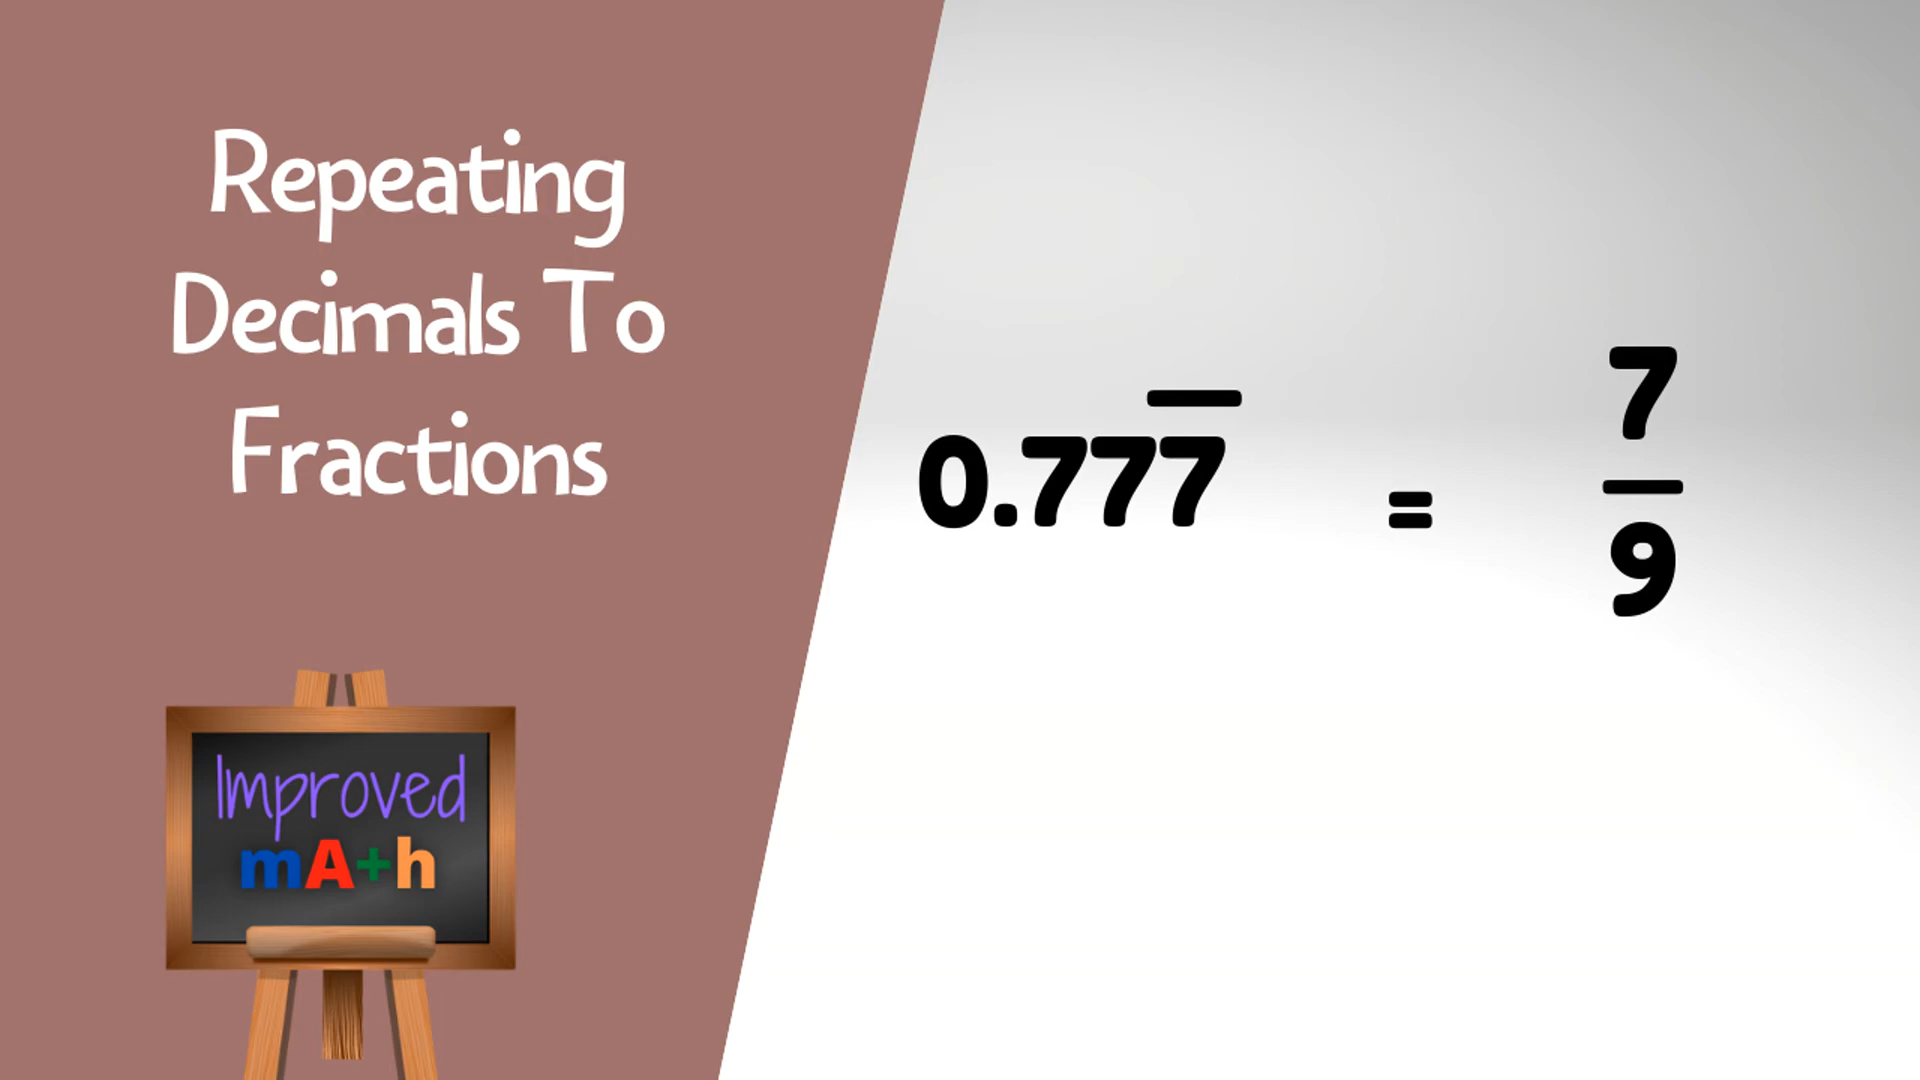 Repeating
Decimals To
Fractions
0.777̅ = 7/9
Improved
mA+h